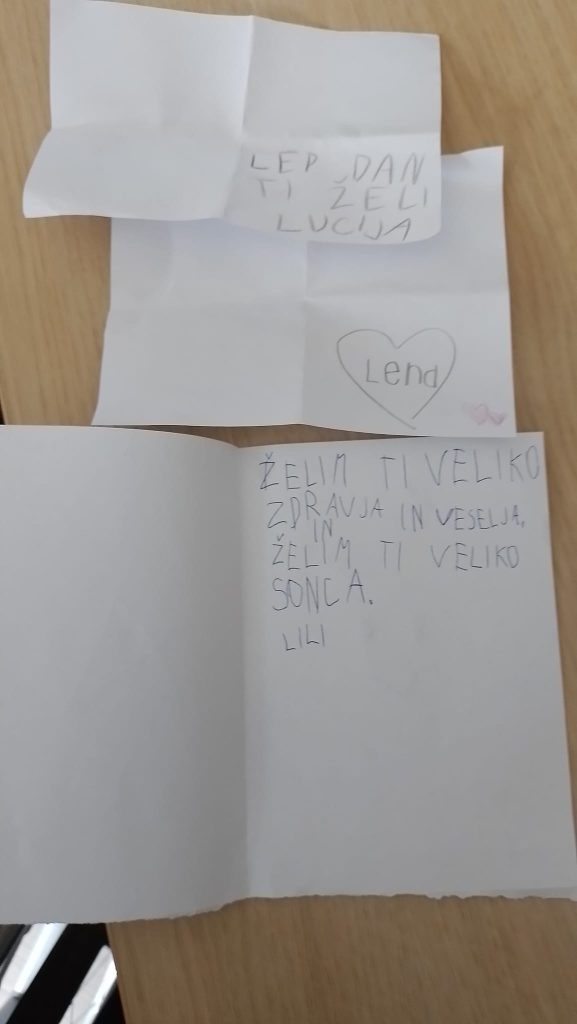 LEP DAN
TI ŽELI
LUCIJA
Lend
ŽELIM TI VELIKO
ZDRAVJA IN VESELJA,
IN
ŽELIM TI VELIKO
SONCA.
LILI